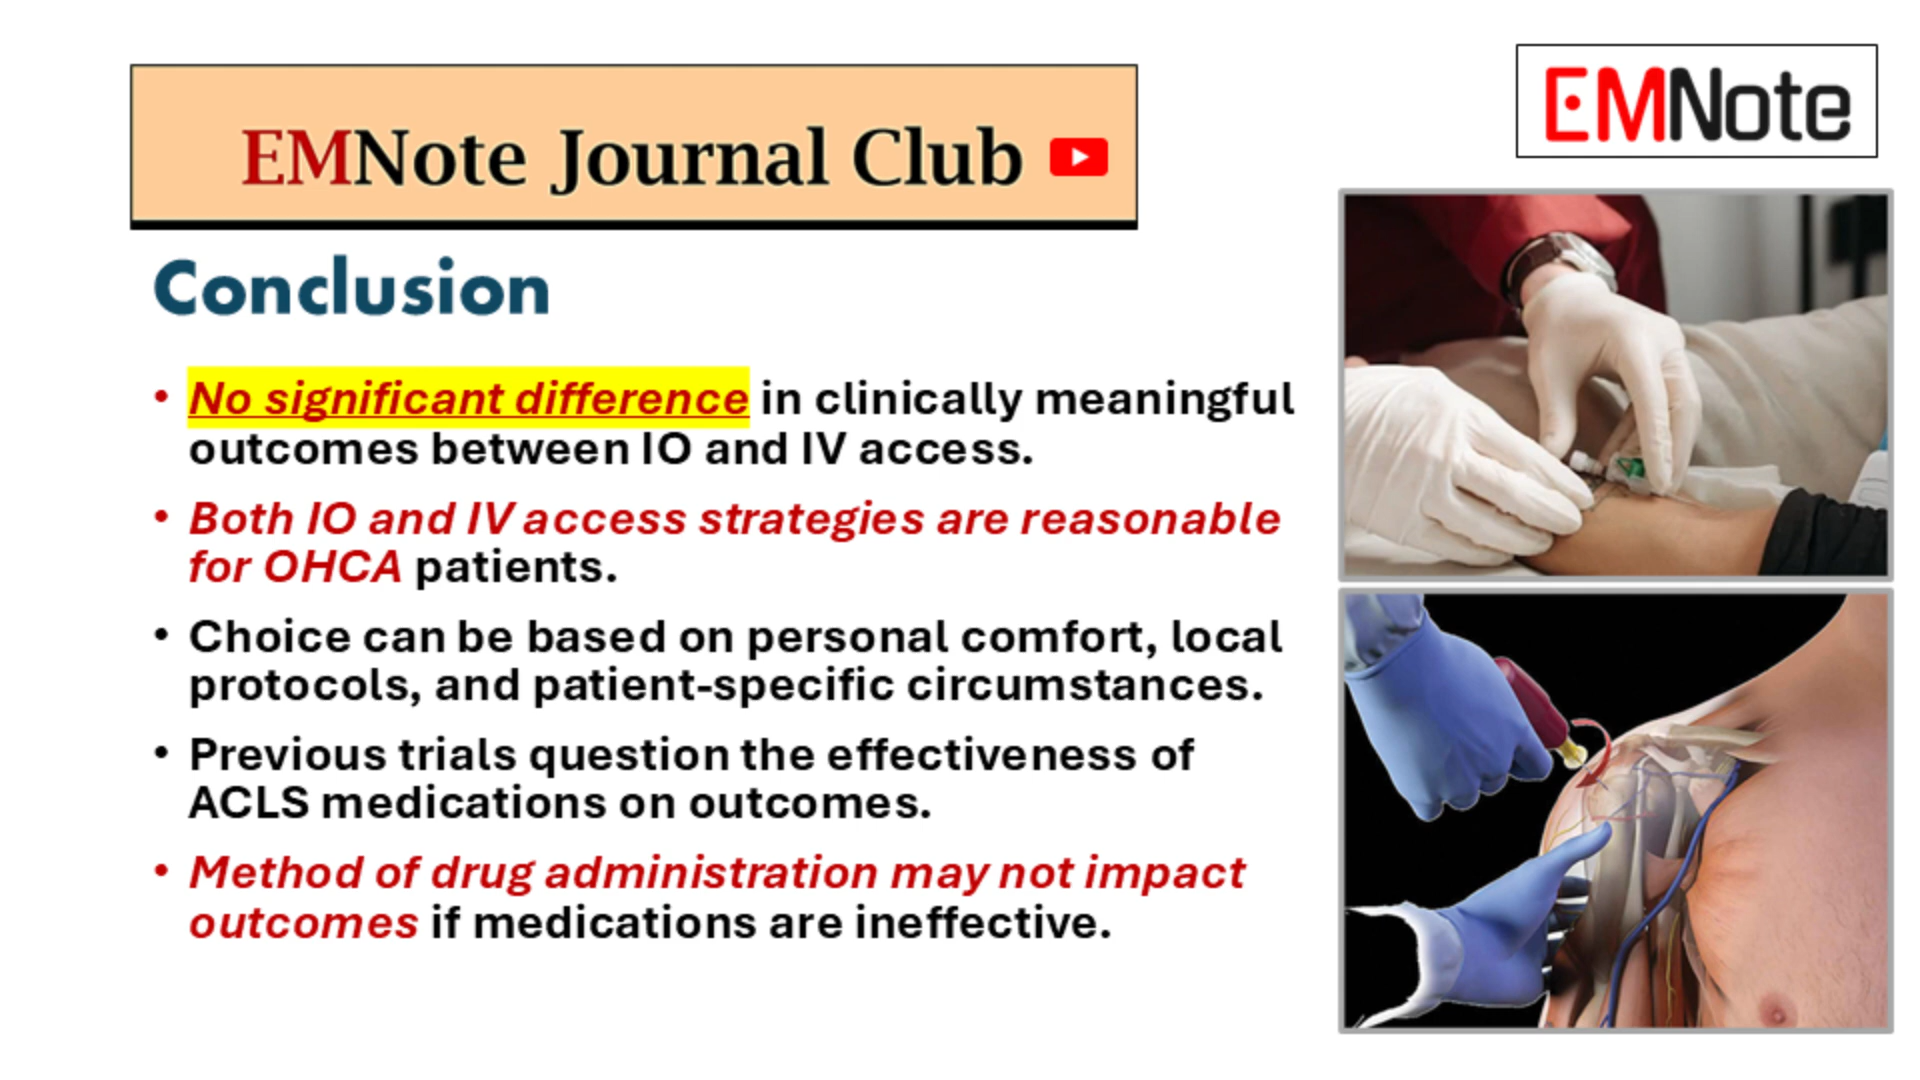 EMNote Journal Club
EMNote
Conclusion
• No significant difference in clinically meaningful
outcomes between IO and IV access.
• Both IO and IV access strategies are reasonable
for OHCA patients.
• Choice can be based on personal comfort, local
protocols, and patient-specific circumstances.
• Previous trials question the effectiveness of
ACLS medications on outcomes.
• Method of drug administration may not impact
outcomes if medications are ineffective.